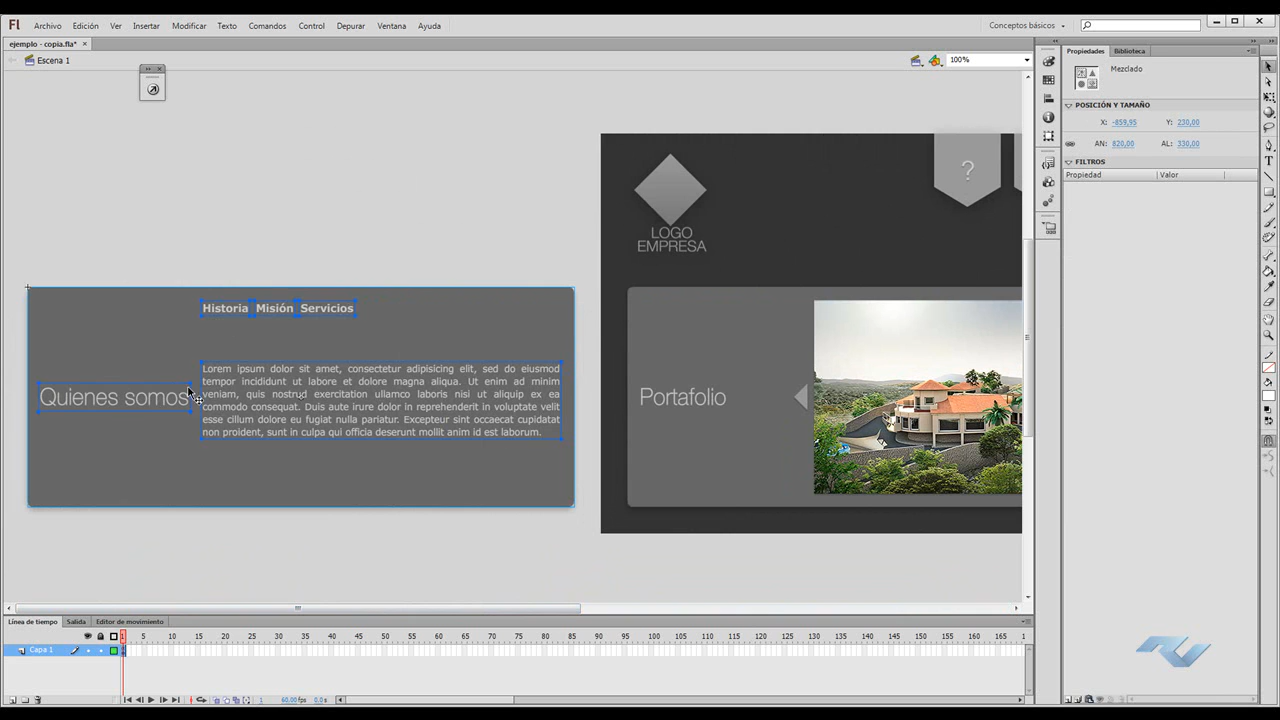 Fl Archivo Edición Ver Insertar Modificar Texto Comandos Control Depurar Ventana Ayuda Conceptos básicos
ejemplo - copia.fla*
Escena 1
100%
Propiedades Biblioteca
Mezclado
POSICIÓN Y TAMAÑO
X: -859,95 Y: 230,00
AN: 820,00 AL: 330,00
FILTROS
Propiedad Valor
?
LOGO
EMPRESA
Historia Misión Servicios
Lorem ipsum dolor sit amet, consectetur adipisicing elit, sed do eiusmod
tempor incididunt ut labore et dolore magna aliqua. Ut enim ad minim
veniam, quis nostrud exercitation ullamco laboris nisi ut aliquip ex ea
commodo consequat. Duis aute irure dolor in reprehenderit in voluptate velit
esse cillum dolore eu fugiat nulla pariatur. Excepteur sint occaecat cupidatat
non proident, sunt in culpa qui officia deserunt mollit anim id est laborum.
Quienes somos
Portafolio
Línea de tiempo Salida Editor de movimiento
1 5 10 15 20 25 30 35 40 45 50 55 60 65 70 75 80 85 90 95 100 105 110 115 120 125 130 135 140 145 150 155 160 165 1
Capa 1
1 60,00 fps 0,0 s